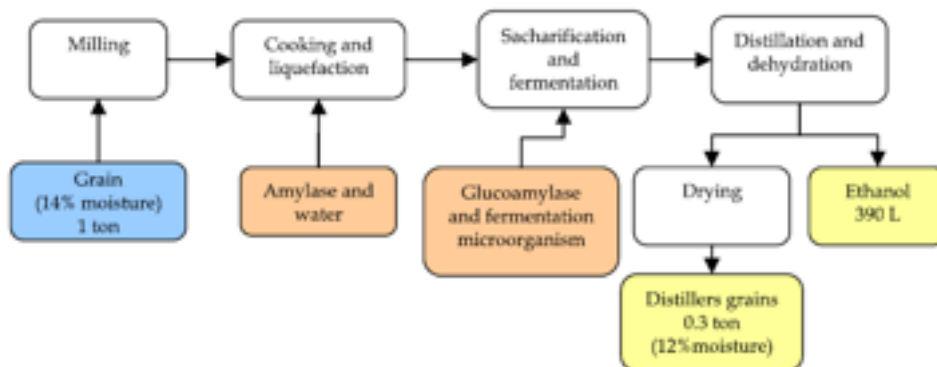 Milling
Cooking and
liquefaction
Sacharification
and
fermentation
Distillation and
dehydration
Grain
(14% moisture)
1 ton
Amylase and
water
Glucoamylase
and fermentation
microorganism
Drying
Ethanol
390 L
Distillers grains
0.3 ton
(12%moisture)